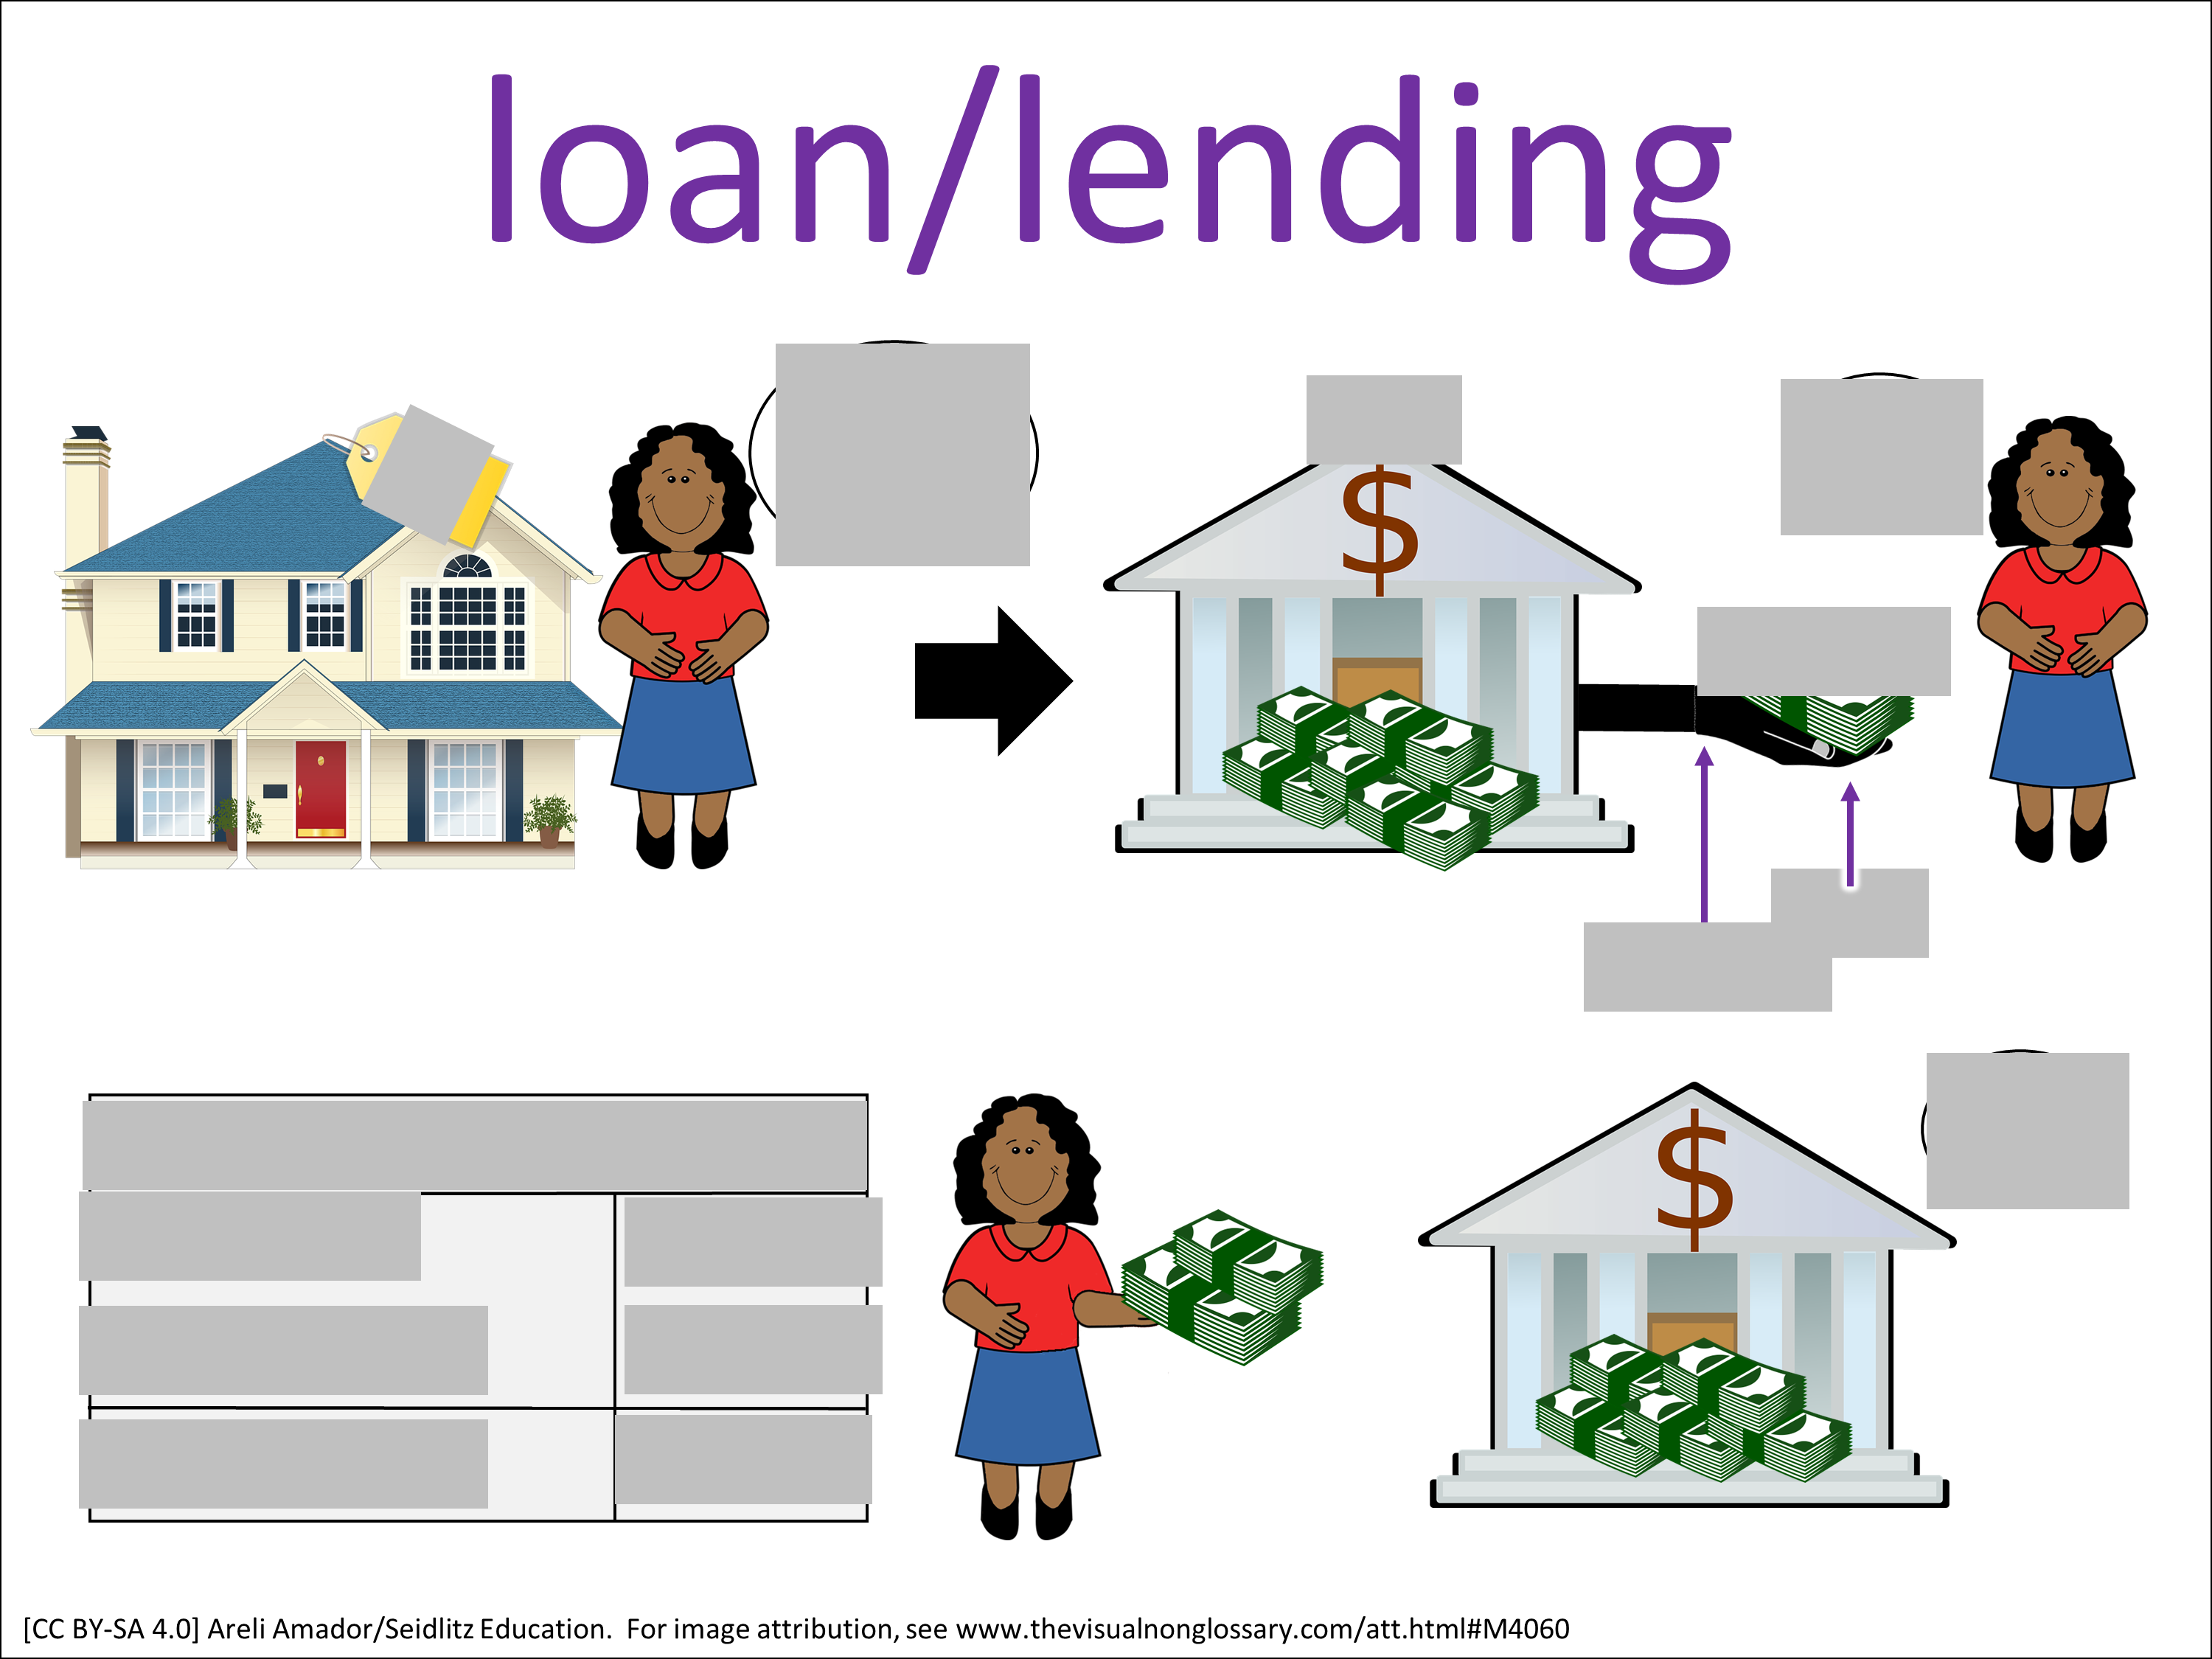 loan/lending
$
$
[CC BY-SA 4.0] Areli Amador/Seidlitz Education.  For image attribution, see www.thevisualnonglossary.com/att.html#M4060